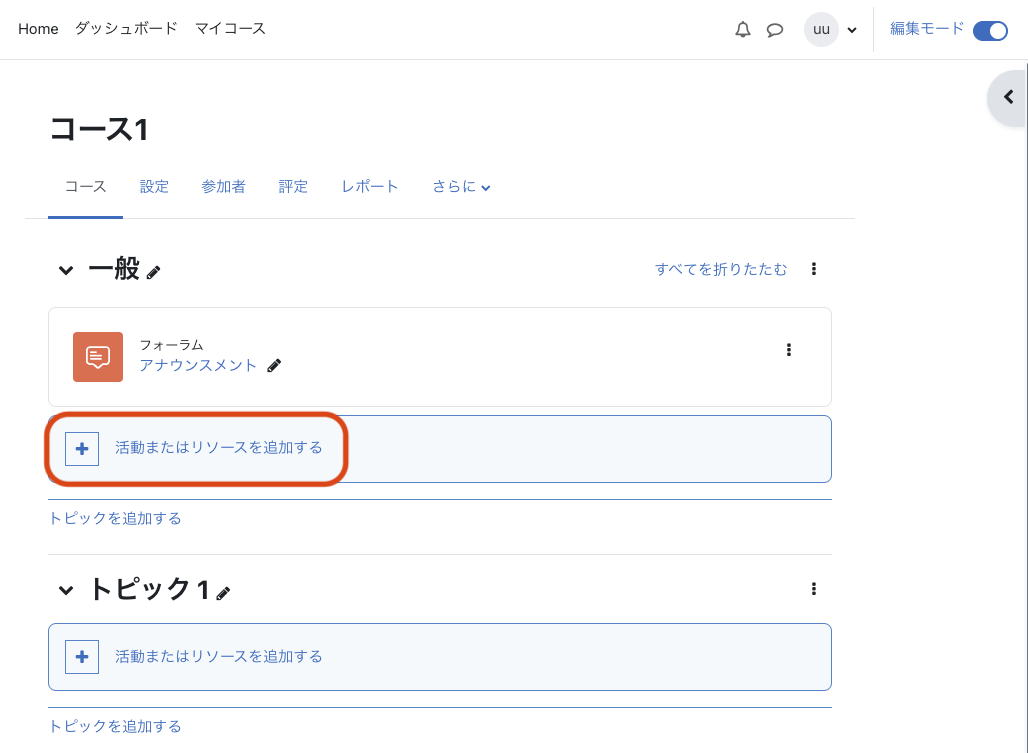 Home ダッシュボード マイコース uu 編集モード
コース1
コース 設定 参加者 評定 レポート さらに
一般 すべてを折りたたむ
フォーラム
アナウンスメント
活動またはリソースを追加する
トピックを追加する
トピック 1
活動またはリソースを追加する
トピックを追加する